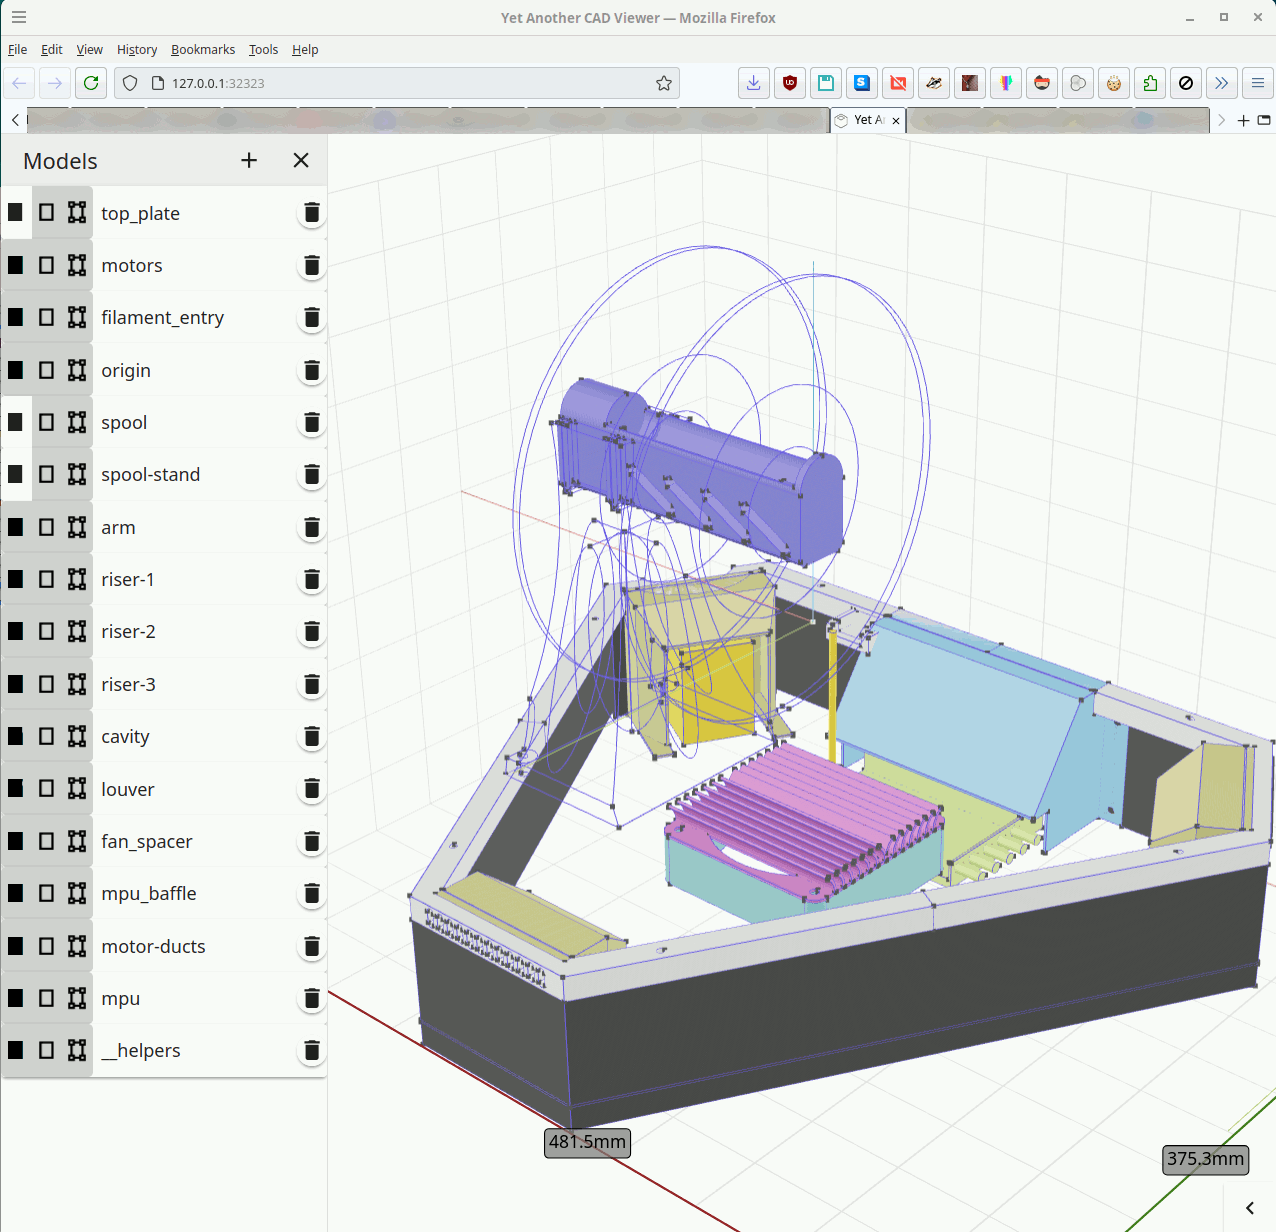 Yet Another CAD Viewer — Mozilla Firefox
File Edit View History Bookmarks Tools Help
127.0.0.1:32323
Yet A
Models
top_plate
motors
filament_entry
origin
spool
spool-stand
arm
riser-1
riser-2
riser-3
cavity
louver
fan_spacer
mpu_baffle
motor-ducts
mpu
__helpers
481.5mm
375.3mm